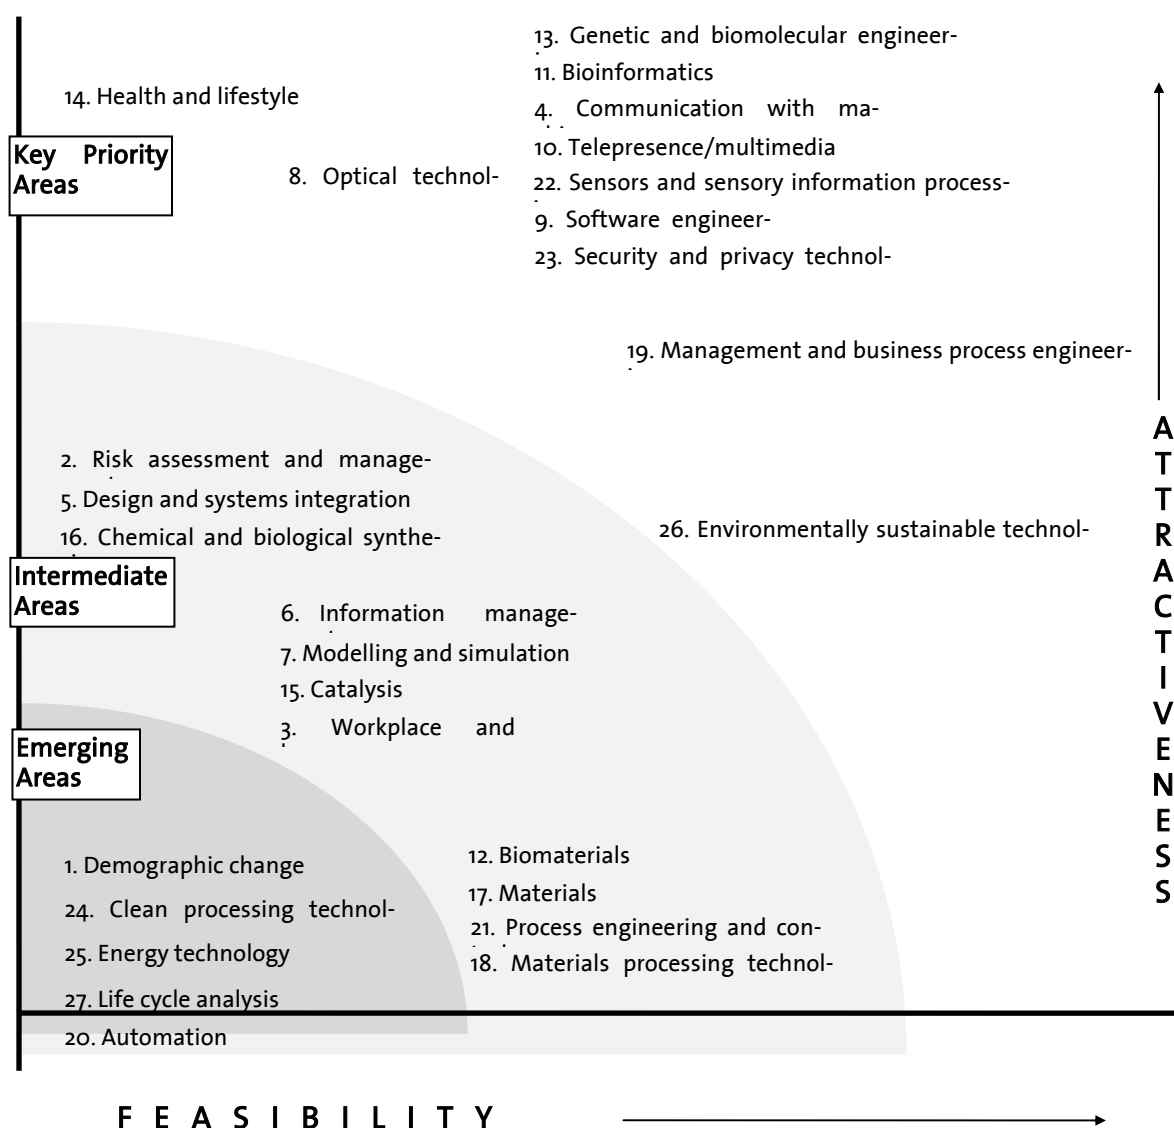 13. Genetic and biomolecular engineer-
11. Bioinformatics
14. Health and lifestyle
4. Communication with ma-
Key Priority
Areas
10. Telepresence/multimedia
8. Optical technol-
22. Sensors and sensory information process-
9. Software engineer-
23. Security and privacy technol-
19. Management and business process engineer-
ATTRACTIVENESS
2. Risk assessment and manage-
5. Design and systems integration
26. Environmentally sustainable technol-
16. Chemical and biological synthe-
Intermediate
Areas
6. Information manage-
7. Modelling and simulation
15. Catalysis
3. Workplace and
Emerging
Areas
1. Demographic change
24. Clean processing technol-
25. Energy technology
27. Life cycle analysis
20. Automation
12. Biomaterials
17. Materials
21. Process engineering and con-
18. Materials processing technol-
FEASIBILITY